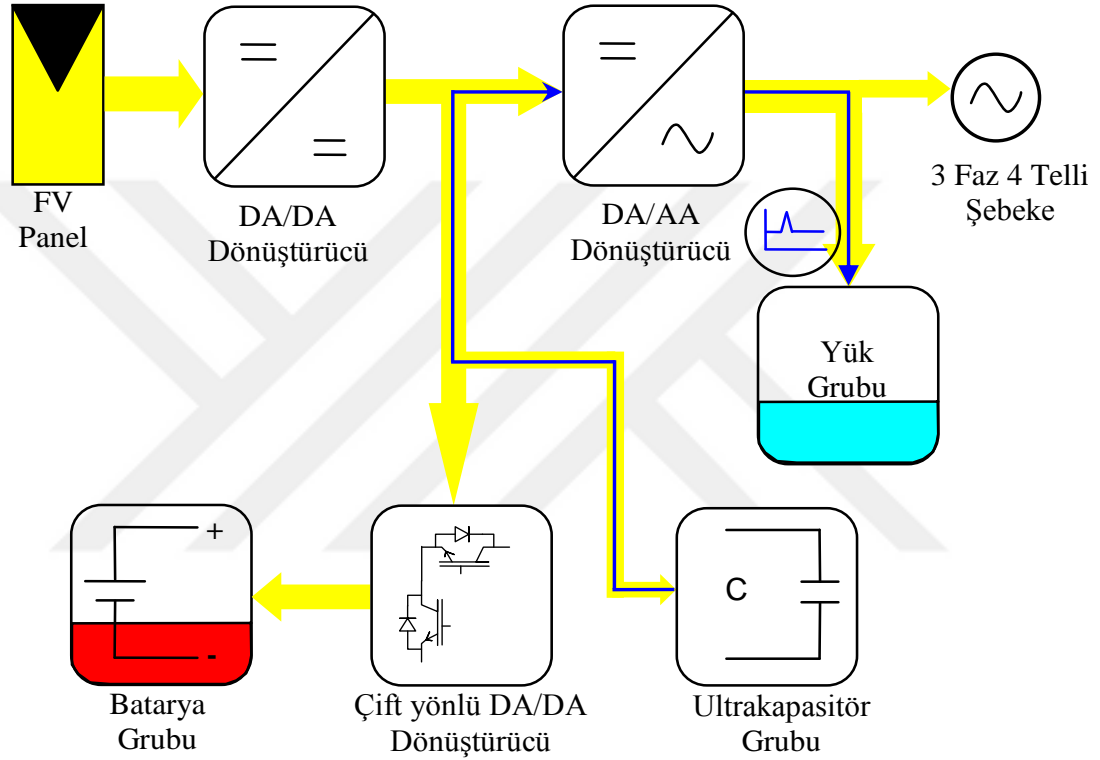 FV
Panel
DA/DA
Dönüştürücü
DA/AA
Dönüştürücü
3 Faz 4 Telli
Şebeke
Yük
Grubu
+
-
C
Batarya
Grubu
Çift yönlü DA/DA
Dönüştürücü
Ultrakapasitör
Grubu